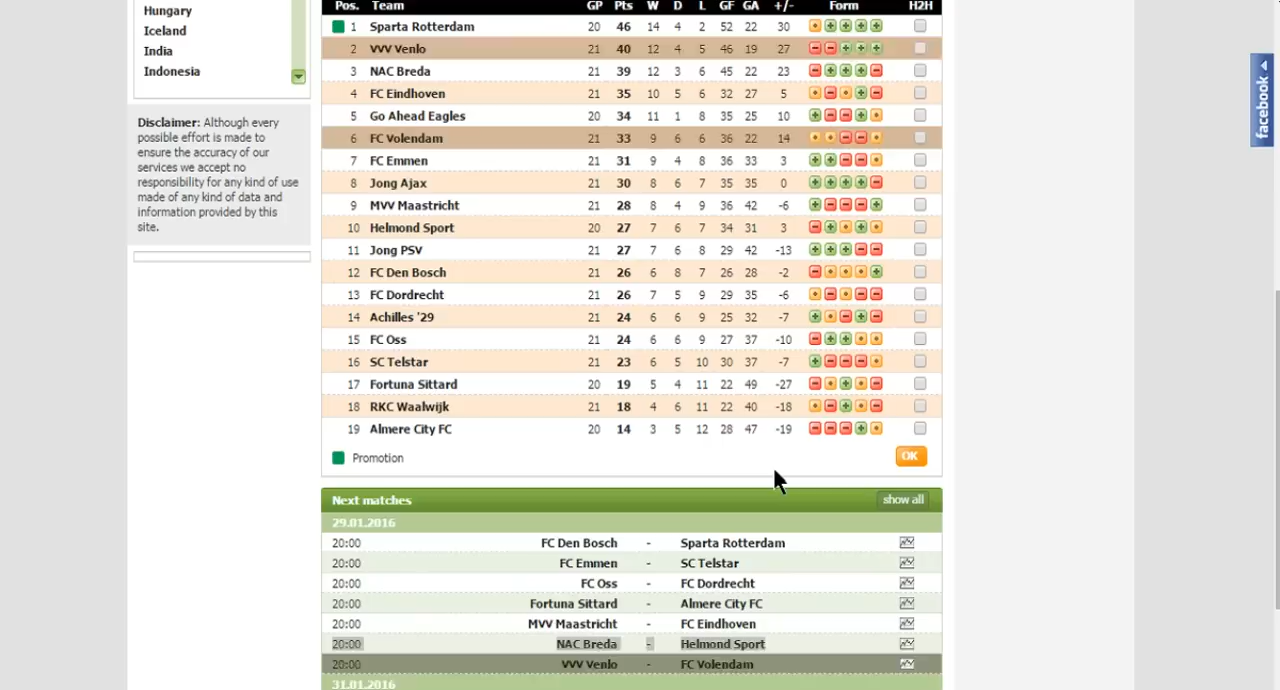 Hungary
Iceland
India
Indonesia
Disclaimer: Although every
possible effort is made to
ensure the accuracy of our
services we accept no
responsibility for any kind of use
made of any kind of data and
information provided by this
site.
Pos. Team GP Pts W D L GF GA +/- Form H2H
1 Sparta Rotterdam 20 46 14 4 2 52 22 30
2 VVV Venlo 21 40 12 4 5 46 19 27
3 NAC Breda 21 39 12 3 6 45 22 23
4 FC Eindhoven 21 35 10 5 6 32 27 5
5 Go Ahead Eagles 20 34 11 1 8 35 25 10
6 FC Volendam 21 33 9 6 6 36 22 14
7 FC Emmen 21 31 9 4 8 36 33 3
8 Jong Ajax 21 30 8 6 7 35 35 0
9 MVV Maastricht 21 28 8 4 9 36 42 -6
10 Helmond Sport 20 27 7 6 7 34 31 3
11 Jong PSV 21 27 7 6 8 29 42 -13
12 FC Den Bosch 21 26 6 8 7 26 28 -2
13 FC Dordrecht 21 26 7 5 9 29 35 -6
14 Achilles '29 21 24 6 6 9 25 32 -7
15 FC Oss 21 24 6 6 9 27 37 -10
16 SC Telstar 21 23 6 5 10 30 37 -7
17 Fortuna Sittard 20 19 5 4 11 22 49 -27
18 RKC Waalwijk 21 18 4 6 11 22 40 -18
19 Almere City FC 20 14 3 5 12 28 47 -19
Promotion OK
Next matches show all
29.01.2016
20:00 FC Den Bosch - Sparta Rotterdam
20:00 FC Emmen - SC Telstar
20:00 FC Oss - FC Dordrecht
20:00 Fortuna Sittard - Almere City FC
20:00 MVV Maastricht - FC Eindhoven
20:00 NAC Breda - Helmond Sport
20:00 VVV Venlo - FC Volendam
31.01.2016
facebook